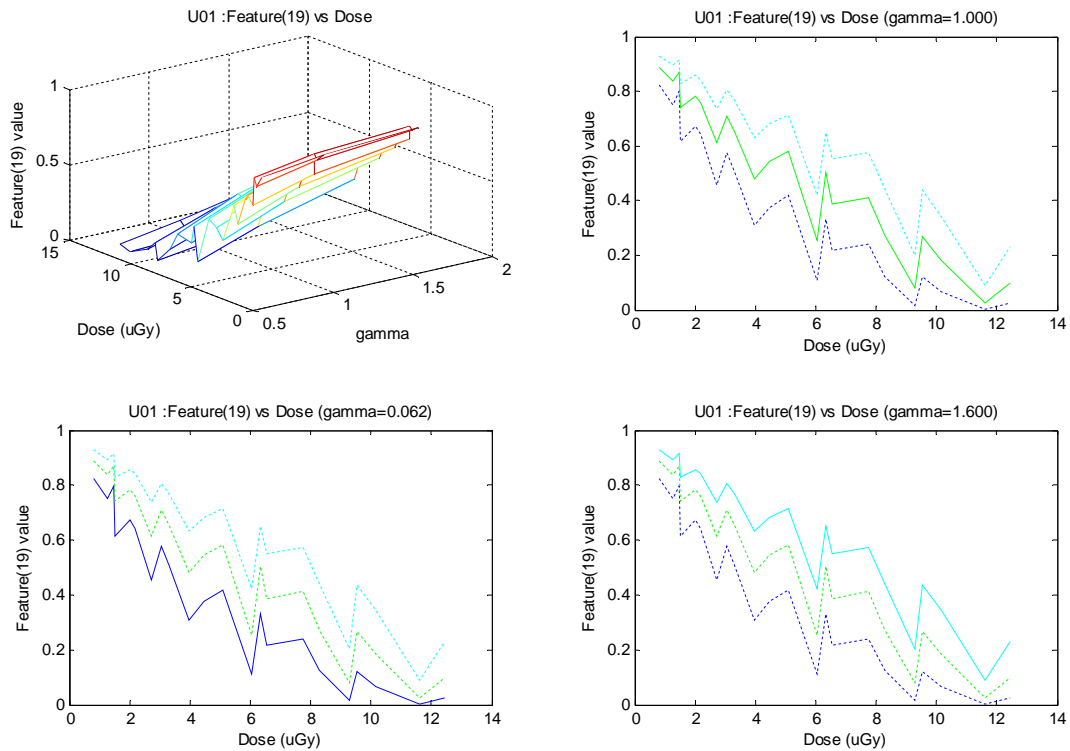 U01 :Feature(19) vs Dose
1
0.5
0
Feature(19) value
15
10
5
0
Dose (uGy)
0.5
1
1.5
2
gamma
U01 :Feature(19) vs Dose (gamma=1.000)
1
0.8
0.6
0.4
0.2
0
Feature(19) value
0 2 4 6 8 10 12 14
Dose (uGy)
U01 :Feature(19) vs Dose (gamma=0.062)
1
0.8
0.6
0.4
0.2
0
Feature(19) value
0 2 4 6 8 10 12 14
Dose (uGy)
U01 :Feature(19) vs Dose (gamma=1.600)
1
0.8
0.6
0.4
0.2
0
Feature(19) value
0 2 4 6 8 10 12 14
Dose (uGy)